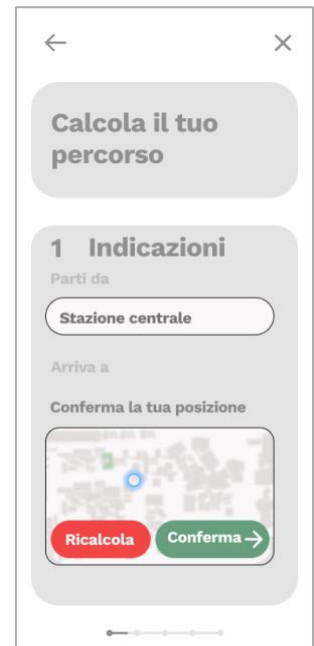 Calcola il tuo
percorso
1 Indicazioni
Parti da
Stazione centrale
Arriva a
Conferma la tua posizione
Ricalcola
Conferma